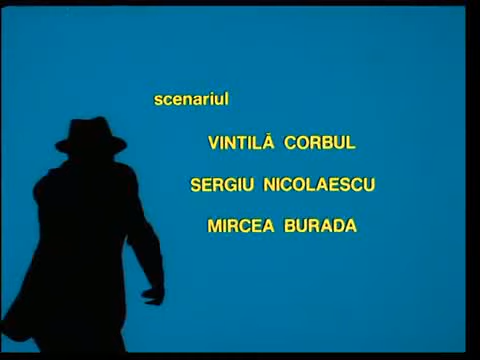 scenariul
VINTILĂ CORBUL
SERGIU NICOLAESCU
MIRCEA BURADA